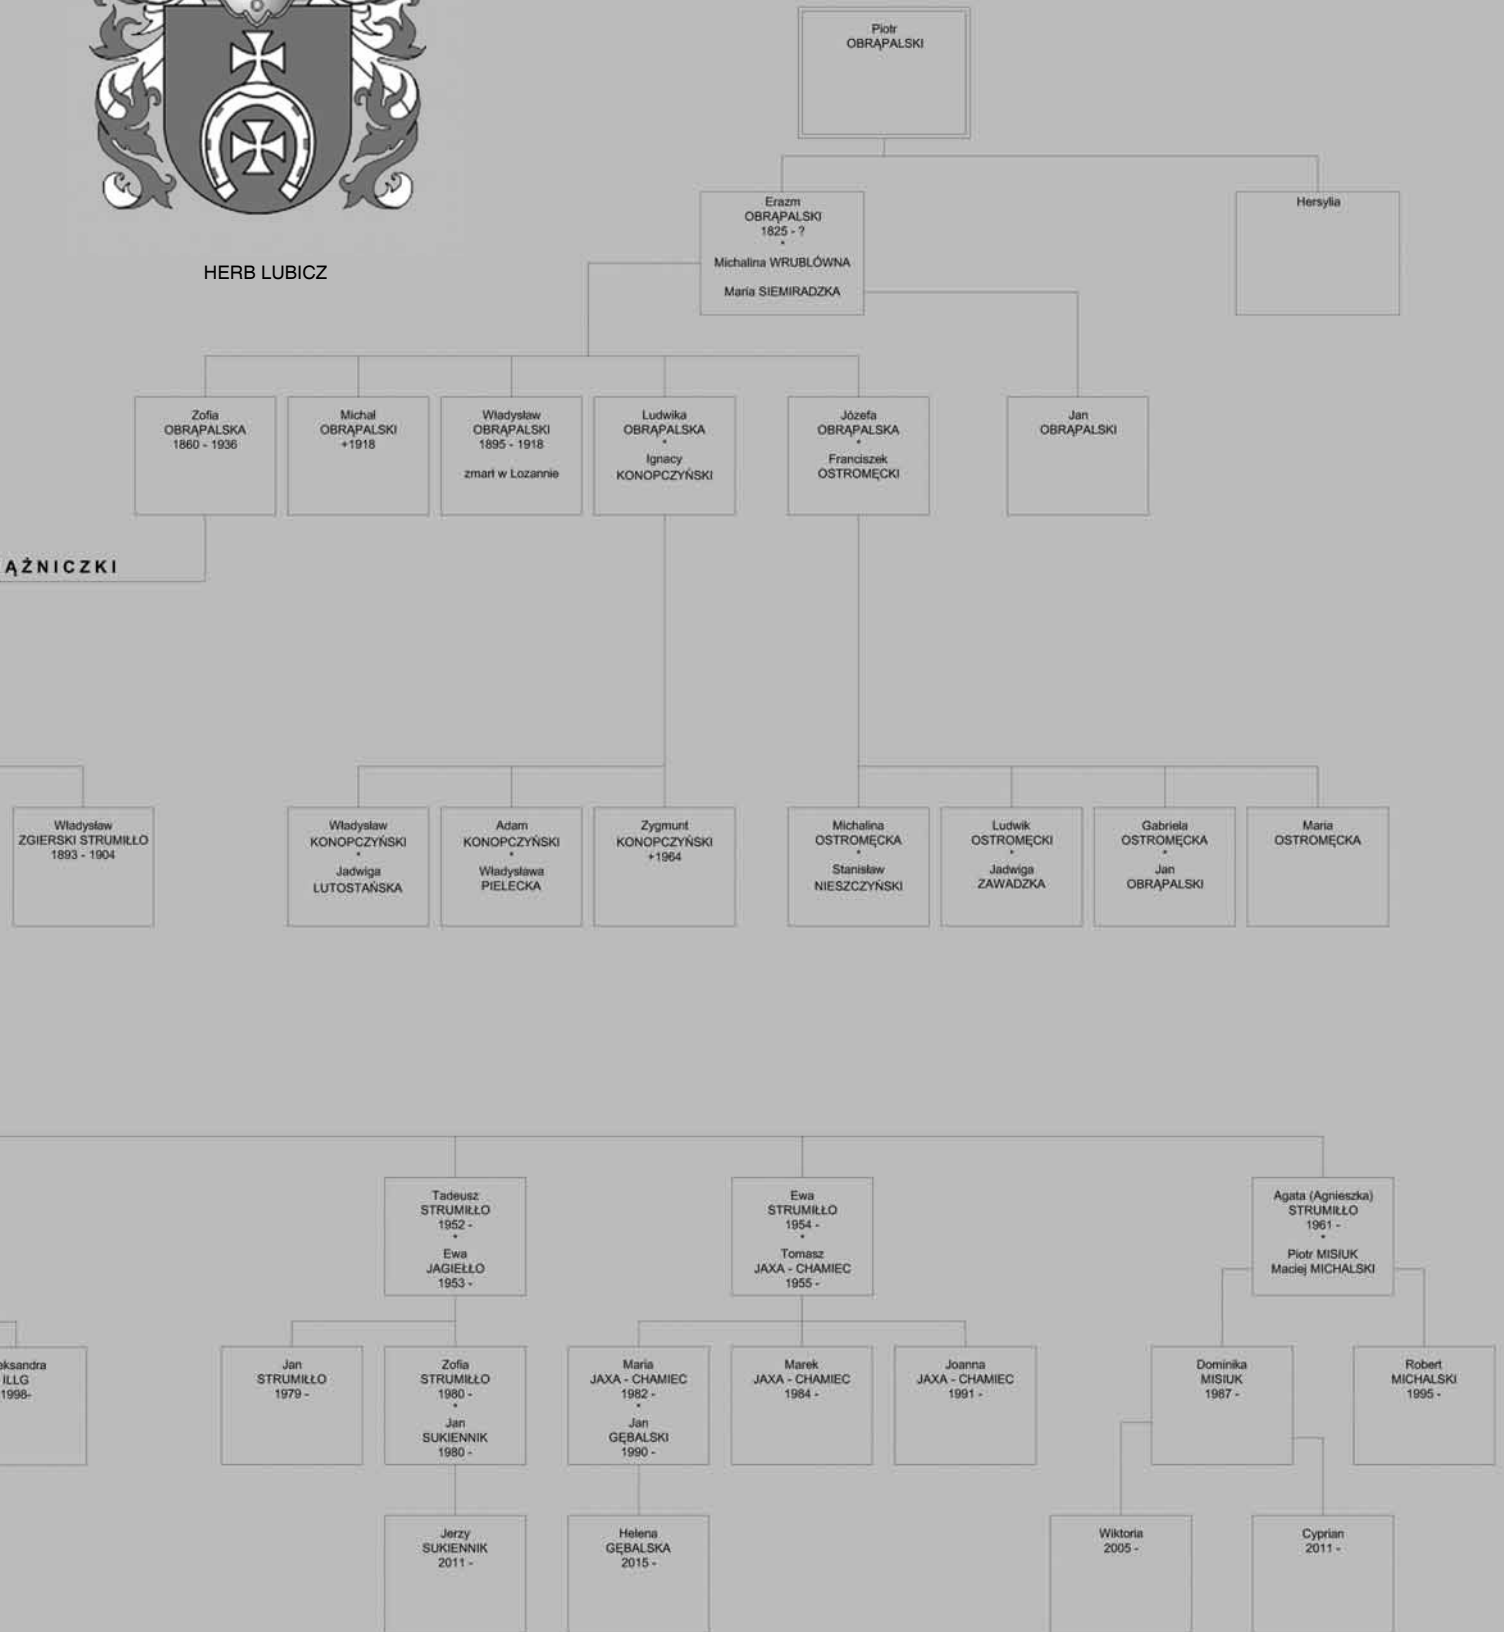 Piotr
OBRĄPALSKI
Erazm
OBRĄPALSKI
1825 - ?
*
Michalina WRUBLÓWNA
Maria SIEMIRADZKA
Hersylia
HERB LUBICZ
Zofia
OBRĄPALSKA
1860 - 1936
Michał
OBRĄPALSKI
+1918
Władysław
OBRĄPALSKI
1895 - 1918
zmarł w Lozannie
Ludwika
OBRĄPALSKA
*
Ignacy
KONOPCZYŃSKI
Józefa
OBRĄPALSKA
*
Franciszek
OSTROMĘCKI
Jan
OBRĄPALSKI
ĄŻNICZKI
Władysław
ZGIERSKI STRUMIŁŁO
1893 - 1904
Władysław
KONOPCZYŃSKI
*
Jadwiga
LUTOSTAŃSKA
Adam
KONOPCZYŃSKI
*
Władysława
PIELECKA
Zygmunt
KONOPCZYŃSKI
+1964
Michalina
OSTROMĘCKA
*
Stanisław
NIESZCZYŃSKI
Ludwik
OSTROMĘCKI
*
Jadwiga
ZAWADZKA
Gabriela
OSTROMĘCKA
*
Jan
OBRĄPALSKI
Maria
OSTROMĘCKA
Tadeusz
STRUMIŁŁO
1952 -
*
Ewa
JAGIEŁŁO
1953 -
Ewa
STRUMIŁŁO
1954 -
*
Tomasz
JAXA - CHAMIEC
1955 -
Agata (Agnieszka)
STRUMIŁŁO
1961 -
*
Piotr MISIUK
Maciej MICHALSKI
eksandra
ILLG
1998-
Jan
STRUMIŁŁO
1979 -
Zofia
STRUMIŁŁO
1980 -
*
Jan
SUKIENNIK
1980 -
Maria
JAXA - CHAMIEC
1982 -
*
Jan
GĘBALSKI
1990 -
Marek
JAXA - CHAMIEC
1984 -
Joanna
JAXA - CHAMIEC
1991 -
Dominika
MISIUK
1987 -
Robert
MICHALSKI
1995 -
Jerzy
SUKIENNIK
2011 -
Helena
GĘBALSKA
2015 -
Wiktoria
2005 -
Cyprian
2011 -